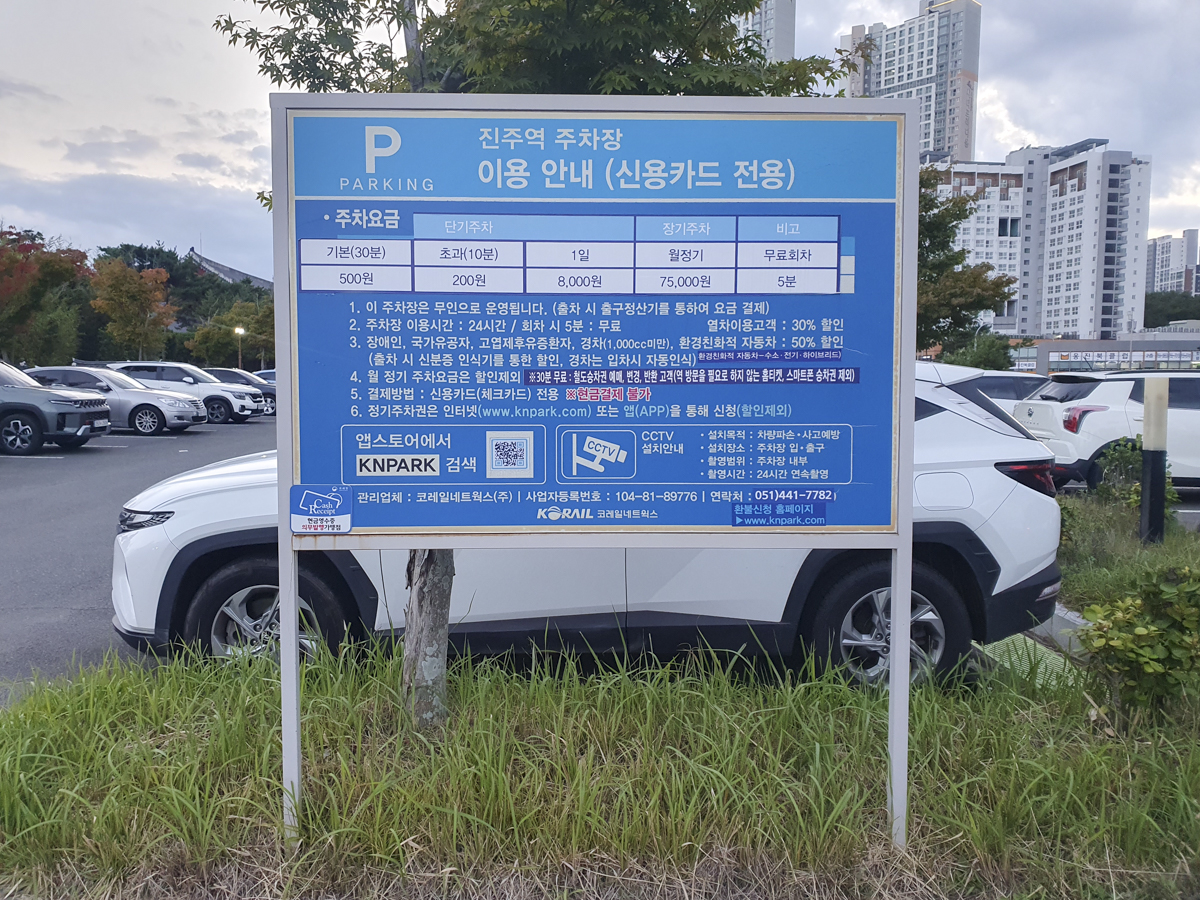 P
PARKING
진주역 주차장
이용 안내 (신용카드 전용)
• 주차요금
단기주차 장기주차 비고
기본(30분) 초과(10분) 1일 월정기 무료회차
500원 200원 8,000원 75,000원 5분
1. 이 주차장은 무인으로 운영됩니다. (출차 시 출구정산기를 통하여 요금 결제)
2. 주차장 이용시간 : 24시간 / 회차 시 5분 : 무료 열차이용고객 : 30% 할인
3. 장애인, 국가유공자, 고엽제후유증환자, 경차(1,000cc미만), 환경친화적 자동차 : 50% 할인
(출차 시 신분증 인식기를 통한 할인, 경차는 입차시 자동인식) 환경친화적 자동차-수소·전기·하이브리드)
4. 월 정기 주차요금은 할인제외 ※30분 무료 : 철도승차권 예매, 변경, 반환 고객(역 방문을 필요로 하지 않는 홈티켓, 스마트폰 승차권 제외)
5. 결제방법 : 신용카드(체크카드) 전용 ※현금결제 불가
6. 정기주차권은 인터넷(www.knpark.com) 또는 앱(APP)을 통해 신청(할인제외)
앱스토어에서
KNPARK 검색
CCTV
CCTV
설치안내
• 설치목적 : 차량파손·사고예방
• 설치장소 : 주차장 입·출구
• 촬영범위 : 주차장 내부
• 촬영시간 : 24시간 연속촬영
Cash
Receipt
현금영수증
의무발행가맹점
관리업체 : 코레일네트웍스(주) | 사업자등록번호 : 104-81-89776 | 연락처 : 051)441-7782
KORAIL 코레일네트웍스
환불신청 홈페이지
▶www.knpark.com